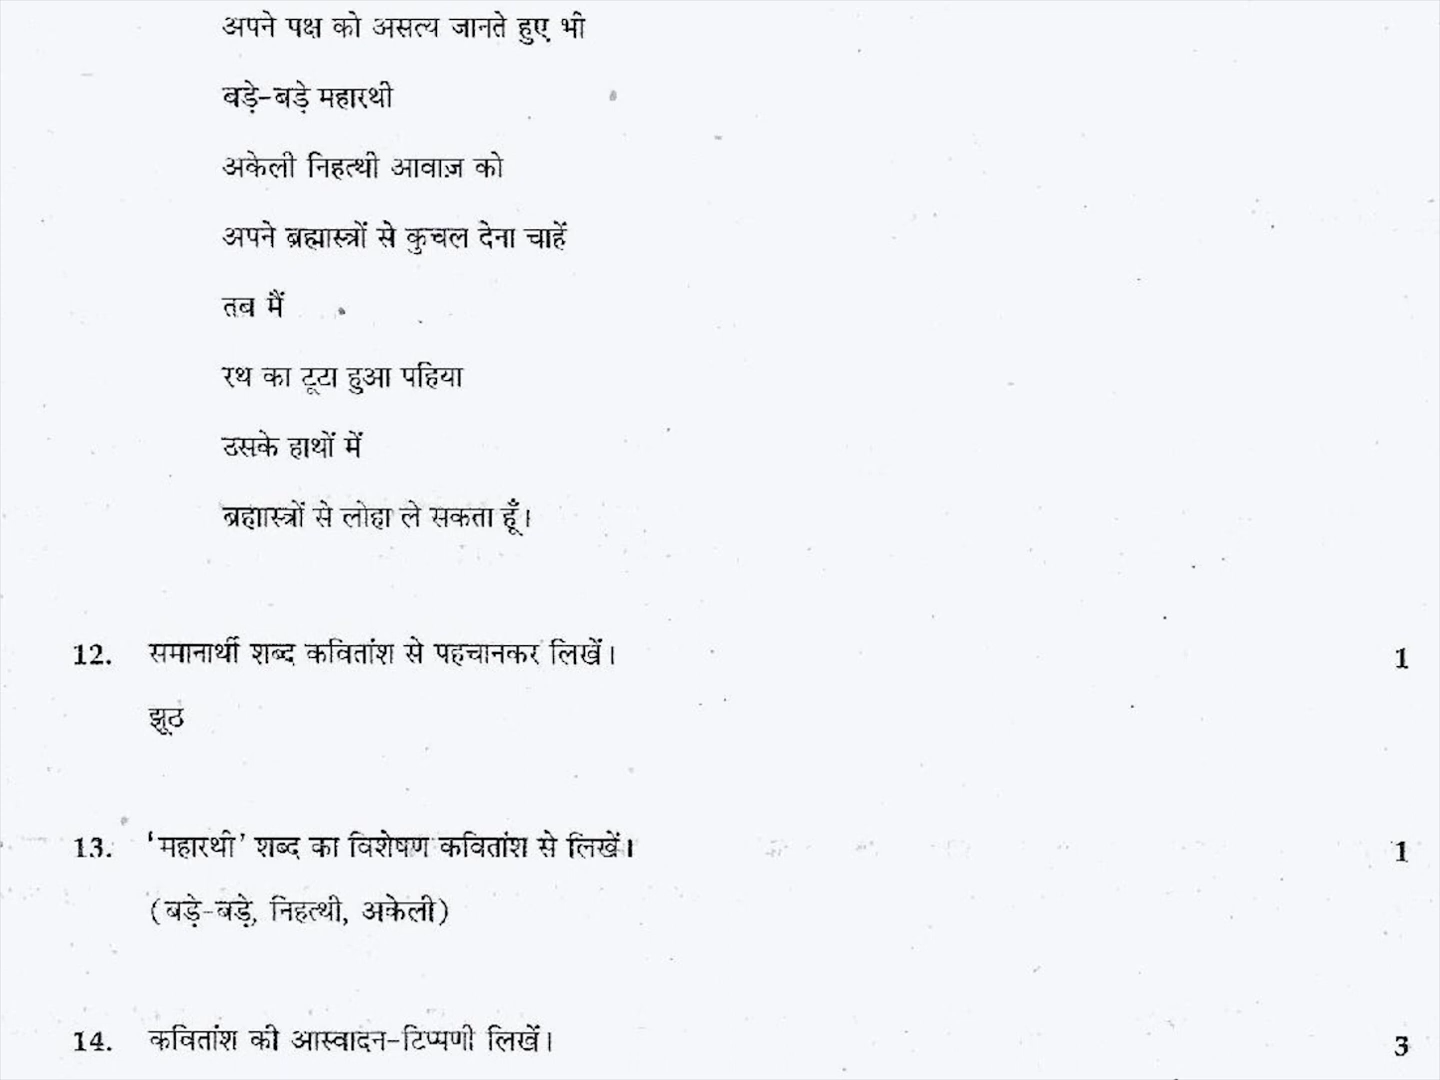 अपने पक्ष को असत्य जानते हुए भी
बड़े-बड़े महारथी
अकेली निहत्थी आवाज़ को
अपने ब्रह्मास्त्रों से कुचल देना चाहें
तब मैं
रथ का टूटा हुआ पहिया
उसके हाथों में
ब्रह्मास्त्रों से लोहा ले सकता हूँ।
12. समानार्थी शब्द कवितांश से पहचानकर लिखें। 1
झूठ
13. ‘महारथी’ शब्द का विशेषण कवितांश से लिखें। 1
(बड़े-बड़े, निहत्थी, अकेली)
14. कवितांश की आस्वादन-टिप्पणी लिखें। 3